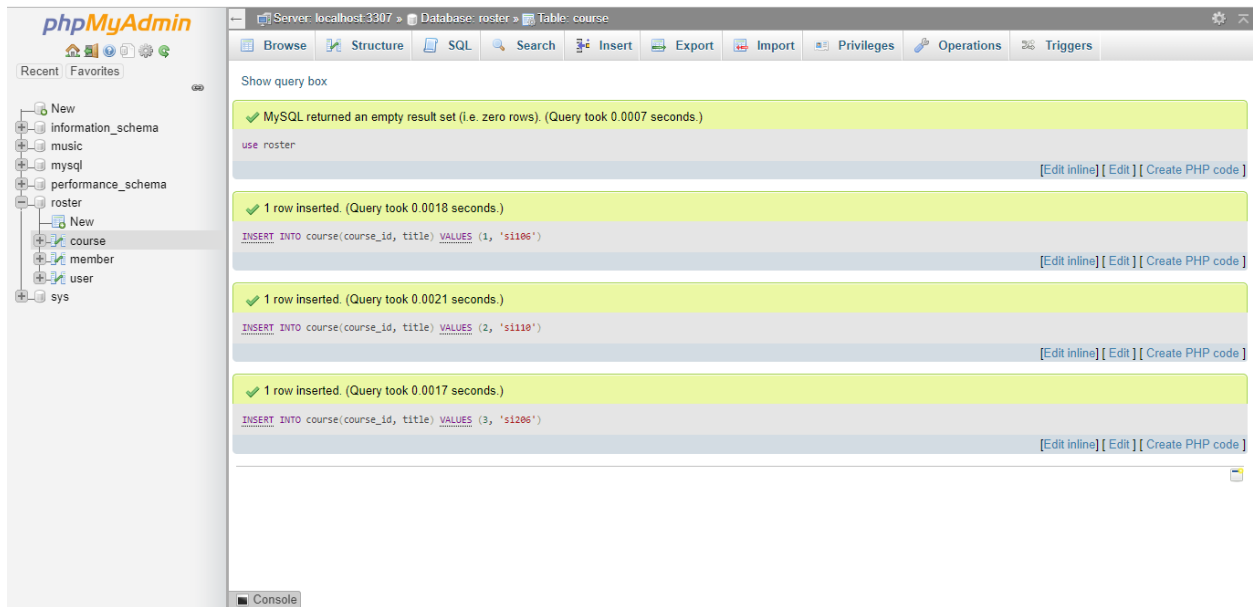 phpMyAdmin
Recent Favorites
New
information_schema
music
mysql
performance_schema
roster
New
course
member
user
sys
Server: localhost:3307 » Database: roster » Table: course
Browse Structure SQL Search Insert Export Import Privileges Operations Triggers
Show query box
MySQL returned an empty result set (i.e. zero rows). (Query took 0.0007 seconds.)
use roster
[Edit inline] [ Edit ] [ Create PHP code ]
1 row inserted. (Query took 0.0018 seconds.)
INSERT INTO course(course_id, title) VALUES (1, 'si106')
[Edit inline] [ Edit ] [ Create PHP code ]
1 row inserted. (Query took 0.0021 seconds.)
INSERT INTO course(course_id, title) VALUES (2, 'si110')
[Edit inline] [ Edit ] [ Create PHP code ]
1 row inserted. (Query took 0.0017 seconds.)
INSERT INTO course(course_id, title) VALUES (3, 'si206')
[Edit inline] [ Edit ] [ Create PHP code ]
Console